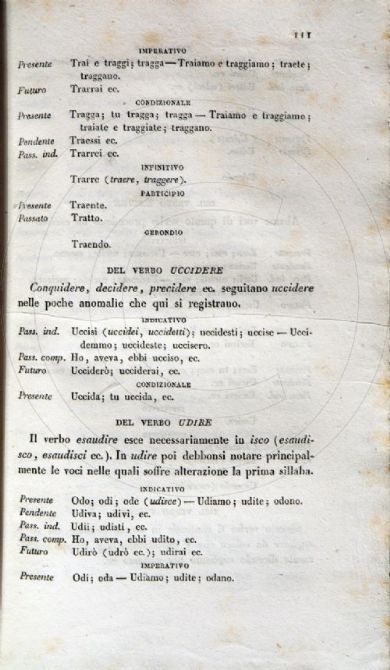 111
IMPERATIVO
Presente Trai e traggi; tragga — Traiamo e traggiamo; traete;
traggano.
Futuro Trarrai ec.
CONDIZIONALE
Presente Tragga; tu tragga; tragga — Traiamo e traggiamo;
traiate e traggiate; traggano.
Pendente Traessi ec.
Pass. ind. Trarrei ec.
INFINITIVO
Trarre (traere, traggere).
PARTICIPIO
Presente Traente.
Passato Tratto.
GERONDIO
Traendo.
DEL VERBO UCCIDERE
Conquidere, decidere, precidere ec. seguitano uccidere
nelle poche anomalie che qui si registrano.
INDICATIVO
Pass. ind. Uccisi (uccidei, uccidetti); uccidesti; uccise — Ucci-
demmo; uccideste; uccisero.
Pass. comp. Ho, aveva, ebbi ucciso, ec.
Futuro Ucciderò; ucciderai, ec.
CONDIZIONALE
Presente Uccida; tu uccida, ec.
DEL VERBO UDIRE
Il verbo esaudire esce necessariamente in isco (esaudi-
sco, esaudisci ec.). In udire poi debbonsi notare principal-
mente le voci nelle quali soffre alterazione la prima sillaba.
INDICATIVO
Presente Odo; odi; ode (udisce) — Udiamo; udite; odono.
Pendente Udiva; udivi, ec.
Pass. ind. Udii; udisti, ec.
Pass. comp. Ho, aveva, ebbi udito, ec.
Futuro Udirò (udrò ec.); udirai ec.
IMPERATIVO
Presente Odi; oda — Udiamo; udite; odano.